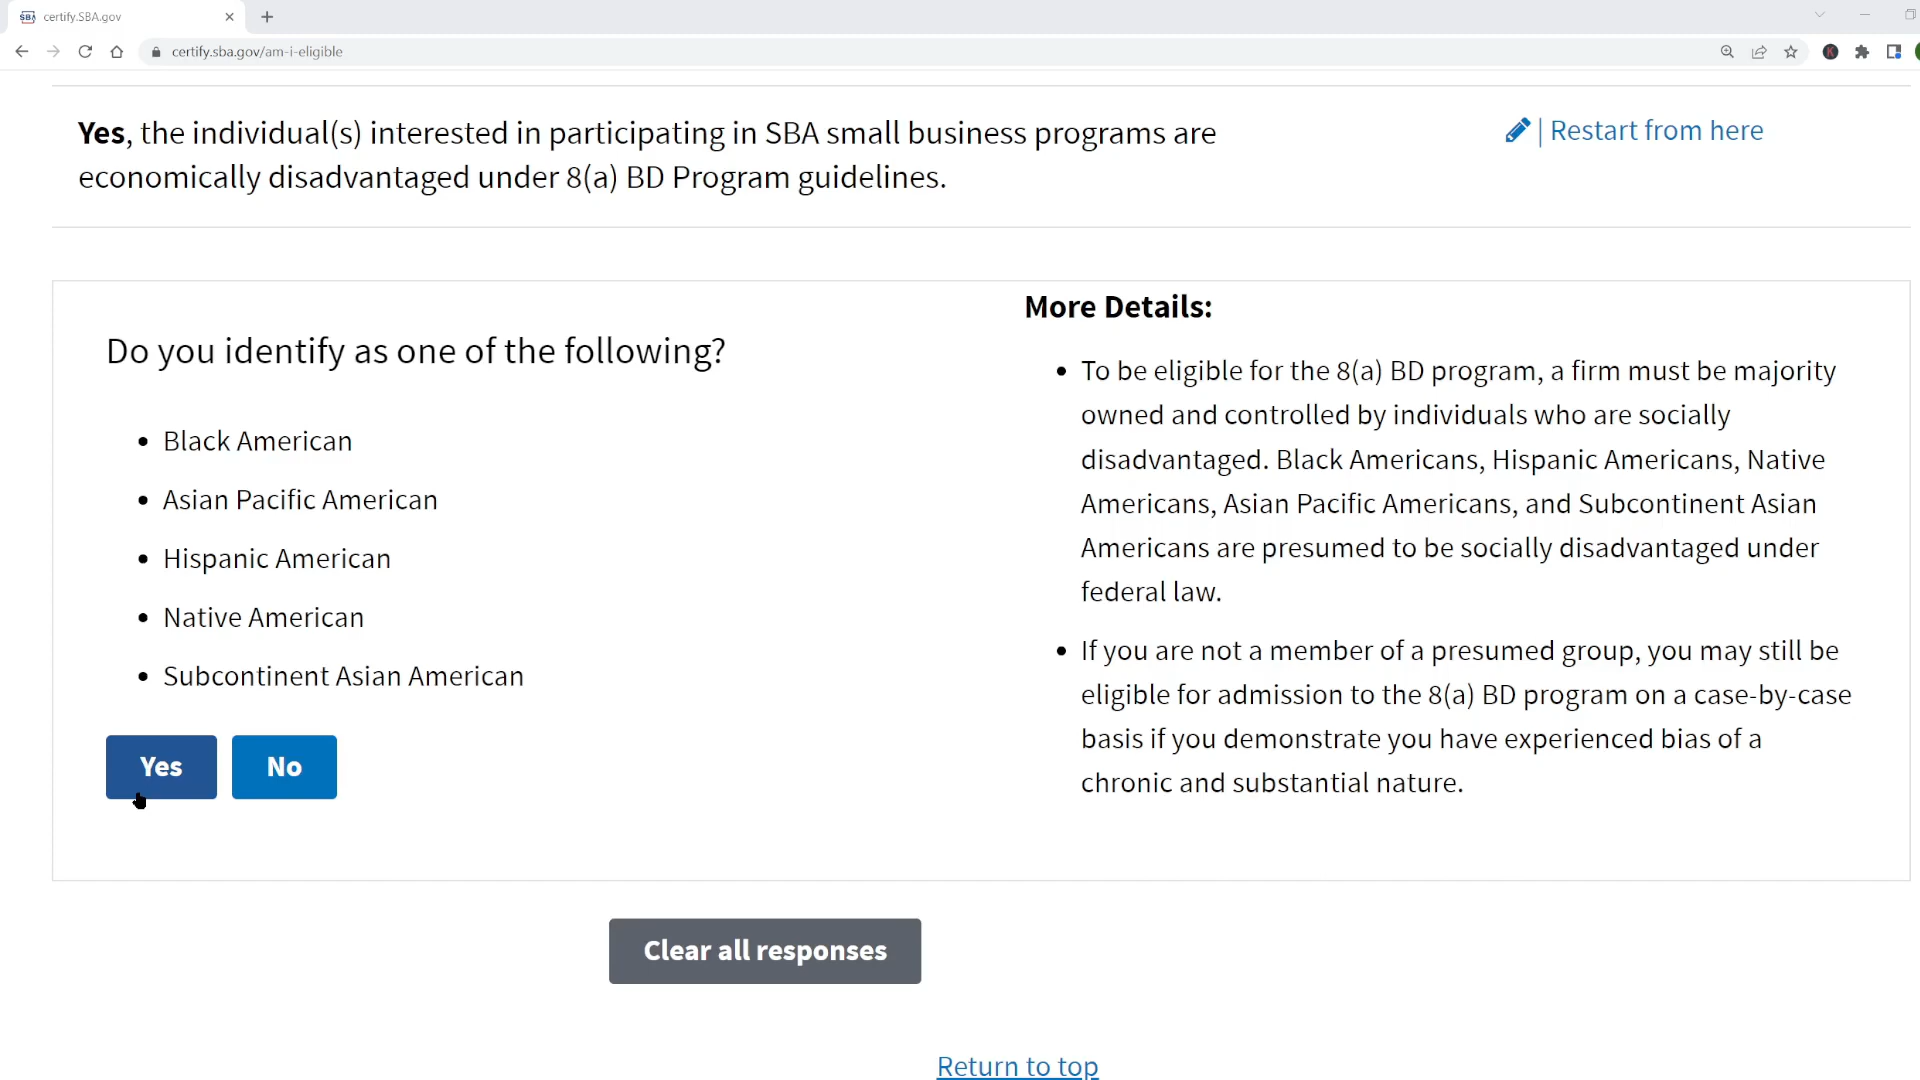 SBA certify.SBA.gov
certify.sba.gov/am-i-eligible
K
Yes, the individual(s) interested in participating in SBA small business programs are
economically disadvantaged under 8(a) BD Program guidelines.
| Restart from here
Do you identify as one of the following?
• Black American
• Asian Pacific American
• Hispanic American
• Native American
• Subcontinent Asian American
Yes No
More Details:
• To be eligible for the 8(a) BD program, a firm must be majority
owned and controlled by individuals who are socially
disadvantaged. Black Americans, Hispanic Americans, Native
Americans, Asian Pacific Americans, and Subcontinent Asian
Americans are presumed to be socially disadvantaged under
federal law.
• If you are not a member of a presumed group, you may still be
eligible for admission to the 8(a) BD program on a case-by-case
basis if you demonstrate you have experienced bias of a
chronic and substantial nature.
Clear all responses
Return to top